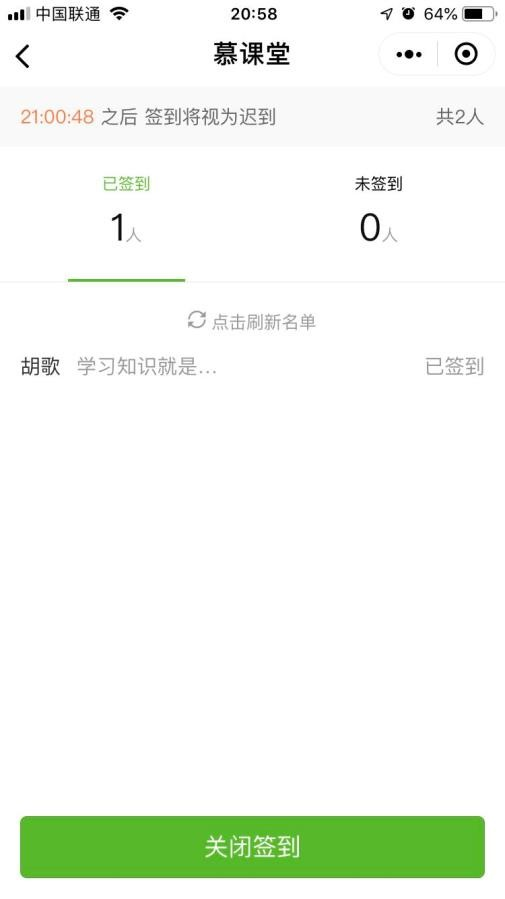 中国联通 20:58 64%
慕课堂
21:00:48 之后 签到将视为迟到 共2人
已签到 未签到
1人 0人
点击刷新名单
胡歌 学习知识就是... 已签到
关闭签到